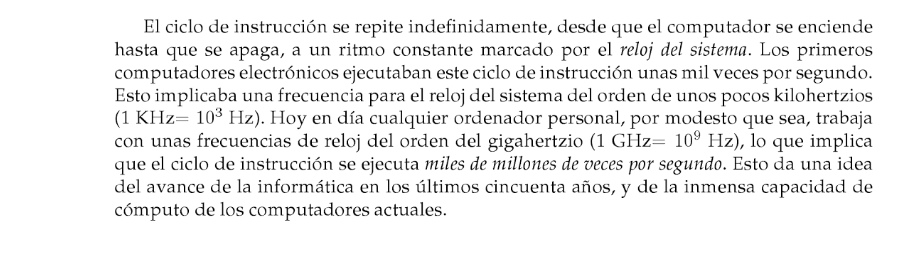 El ciclo de instrucción se repite indefinidamente, desde que el computador se enciende
hasta que se apaga, a un ritmo constante marcado por el reloj del sistema. Los primeros
computadores electrónicos ejecutaban este ciclo de instrucción unas mil veces por segundo.
Esto implicaba una frecuencia para el reloj del sistema del orden de unos pocos kilohertzios
(1 KHz= 10³ Hz). Hoy en día cualquier ordenador personal, por modesto que sea, trabaja
con unas frecuencias de reloj del orden del gigahertzio (1 GHz= 10⁹ Hz), lo que implica
que el ciclo de instrucción se ejecuta miles de millones de veces por segundo. Esto da una idea
del avance de la informática en los últimos cincuenta años, y de la inmensa capacidad de
cómputo de los computadores actuales.